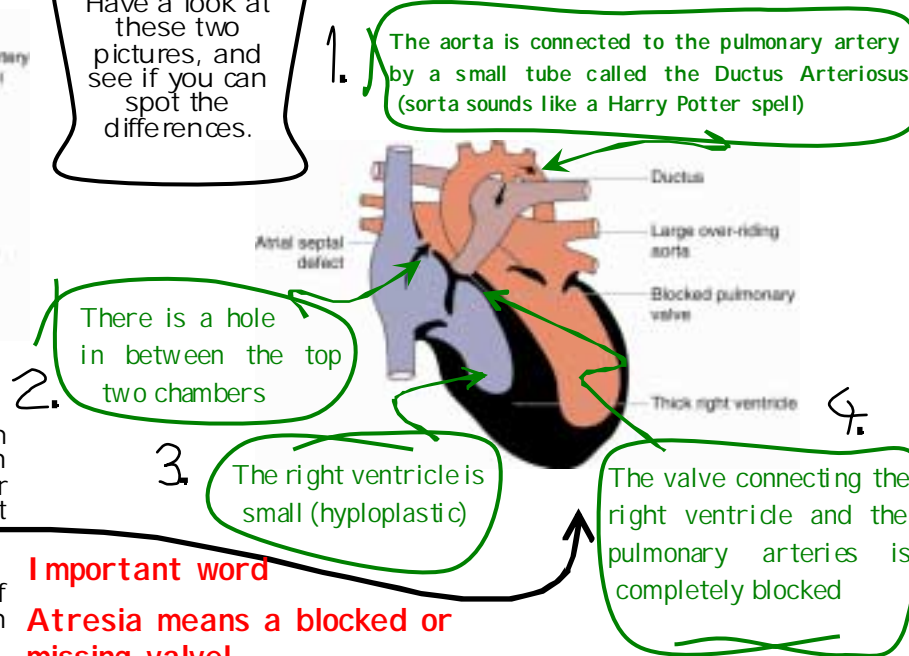 Have a look at
these two
pictures, and
see if you can
spot the
differences.
1.
The aorta is connected to the pulmonary artery
by a small tube called the Ductus Arteriosus
(sorta sounds like a Harry Potter spell)
Ductus
Large over-riding
aorta
Atrial septal
defect
Blocked pulmonary
valve
Thick right ventricle
2.
There is a hole
in between the top
two chambers
3.
The right ventricle is
small (hyploplastic)
4.
The valve connecting the
right ventricle and the
pulmonary arteries is
completely blocked
Important word
Atresia means a blocked or
missing valve!